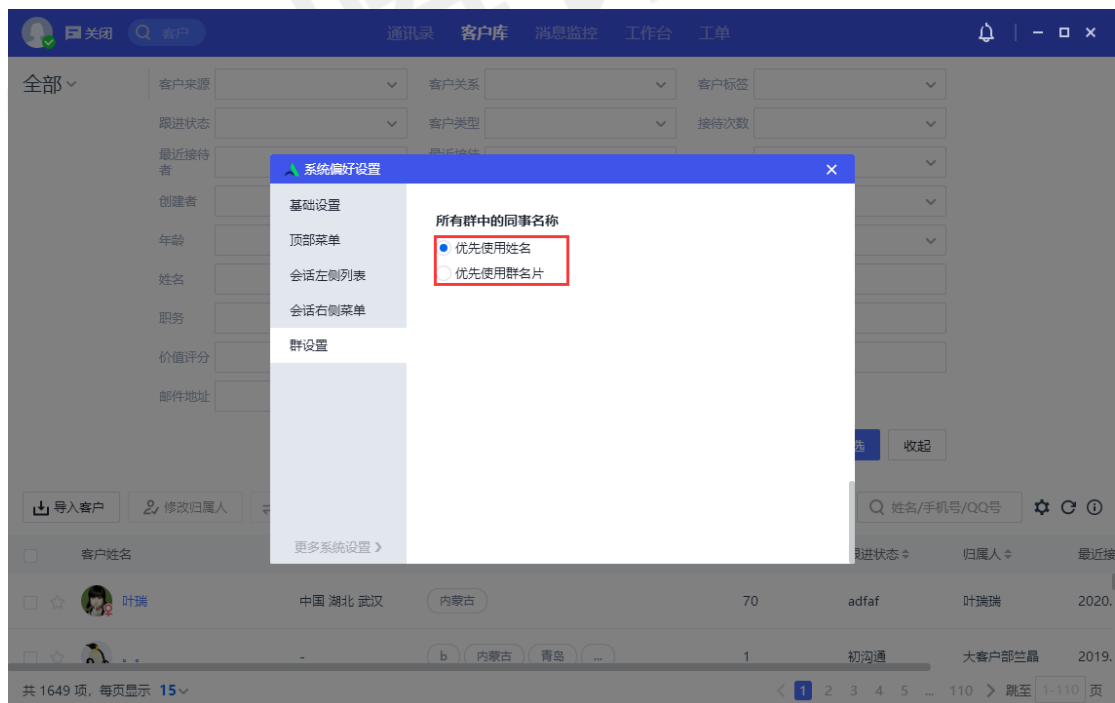 关闭
客户
通讯录 客户库 消息监控 工作台 工单
全部
客户来源 客户关系 客户标签
跟进状态 客户类型 接待次数
最近接待者
创建者
年龄
姓名
职务
价值评分
邮件地址
收起
系统偏好设置
基础设置
顶部菜单
会话左侧列表
会话右侧菜单
群设置
更多系统设置
所有群中的同事名称
优先使用姓名
优先使用群名片
导入客户 修改归属人 姓名/手机号/QQ号
客户姓名 跟进状态 归属人
叶瑞 中国 湖北 武汉 内蒙古 70 adfaf 叶瑞瑞 2020.
。。 - b 内蒙古 青岛 ... 1 初沟通 大客户部竺晶 2019.
共 1649 项, 每页显示 15 1 2 3 4 5 ... 110 跳至 1-110 页